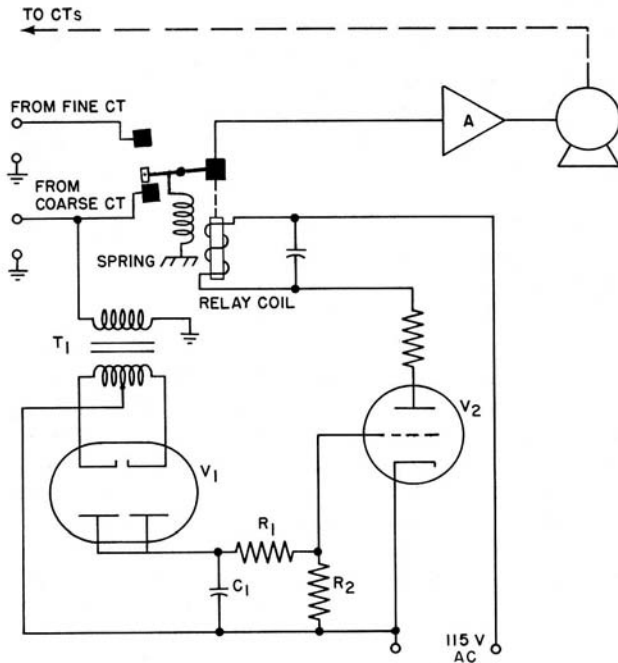 TO CTs
FROM FINE CT
A
FROM
COARSE CT
SPRING
RELAY COIL
T1
V2
V1
R1
C1
R2
115 V
AC